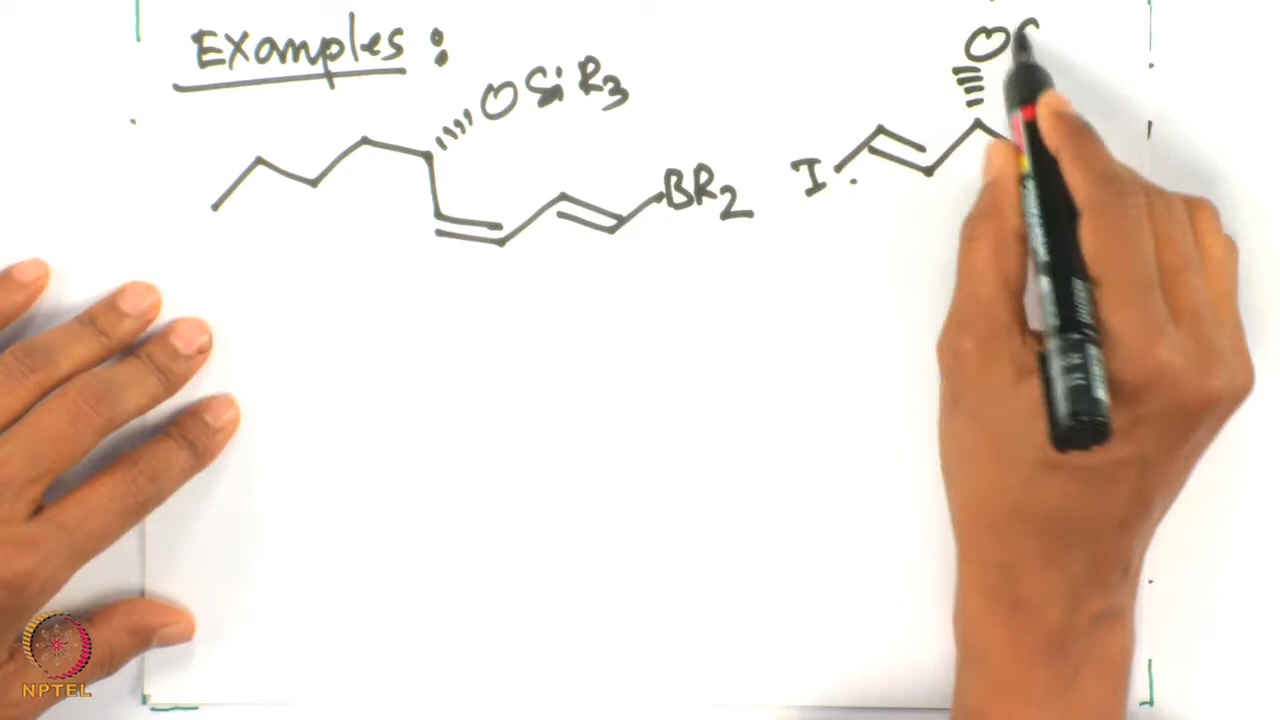 Examples :
OSiR3
BR2
I
O
NPTEL